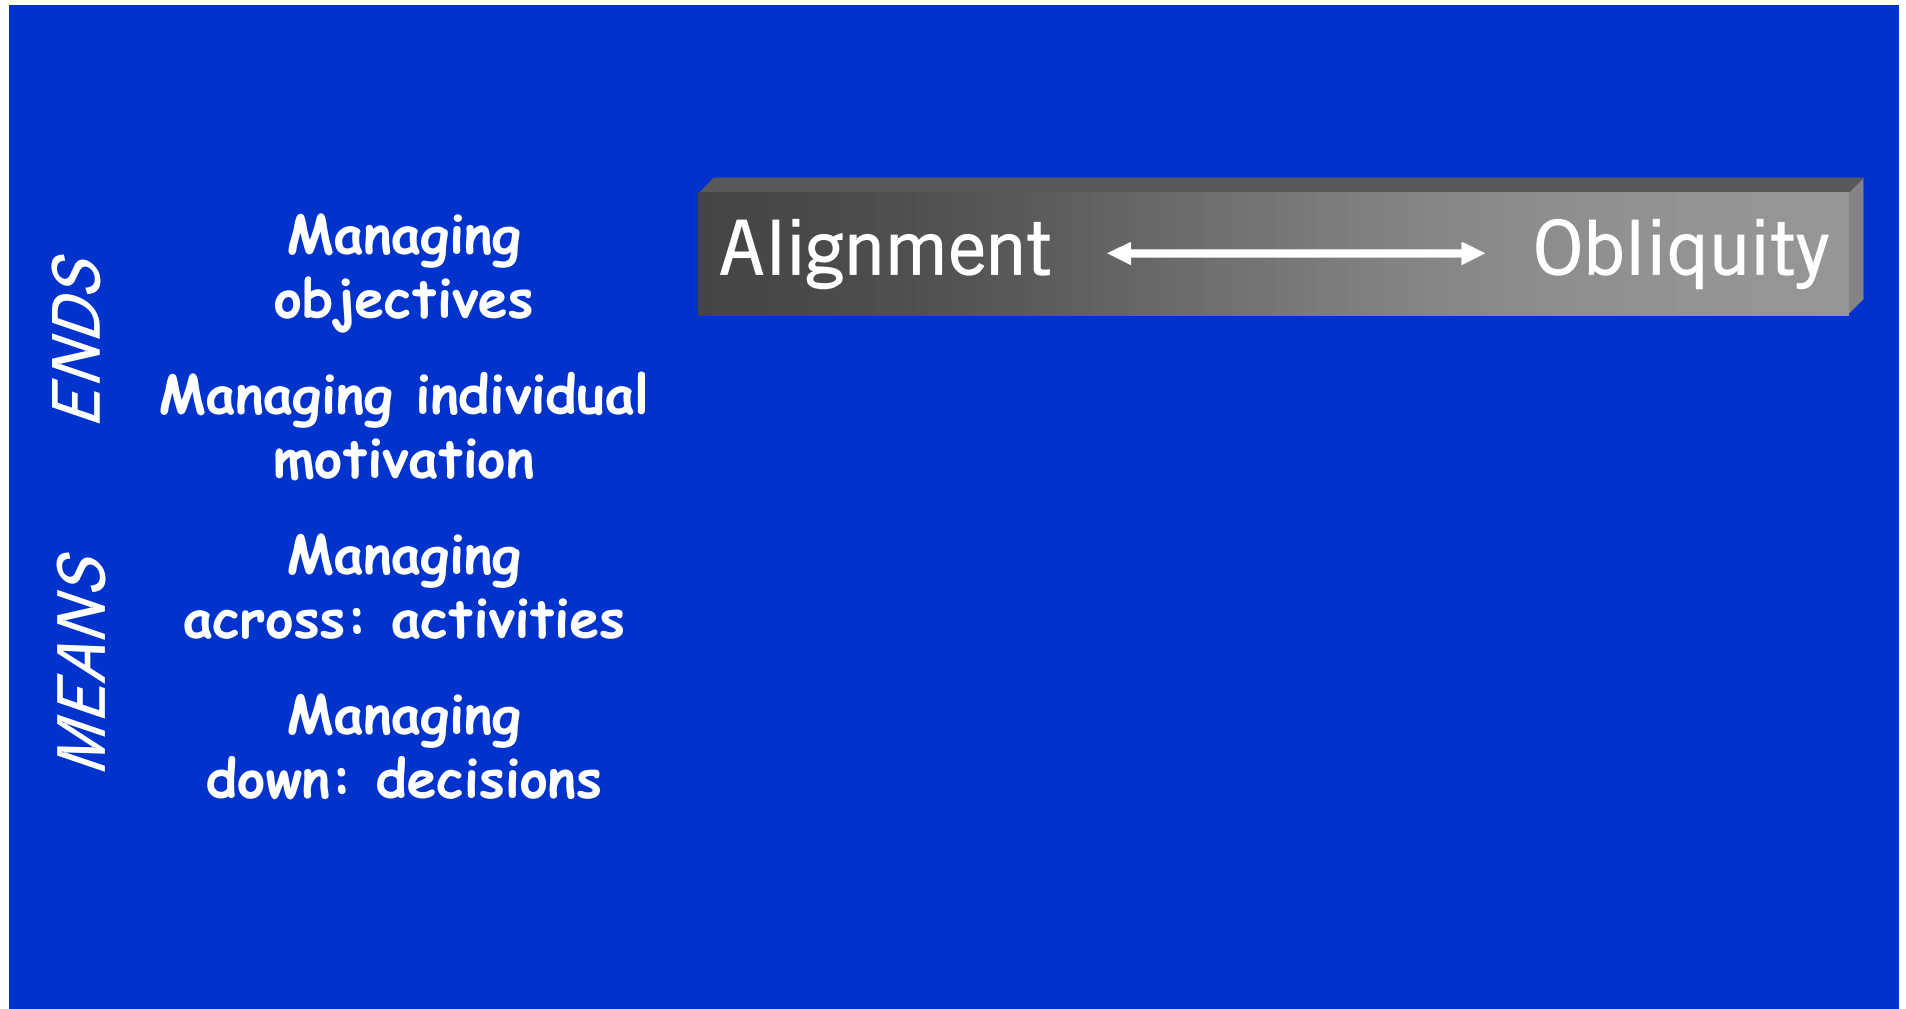 ENDS
Managing
objectives
Alignment Obliquity
Managing individual
motivation
MEANS
Managing
across: activities
Managing
down: decisions